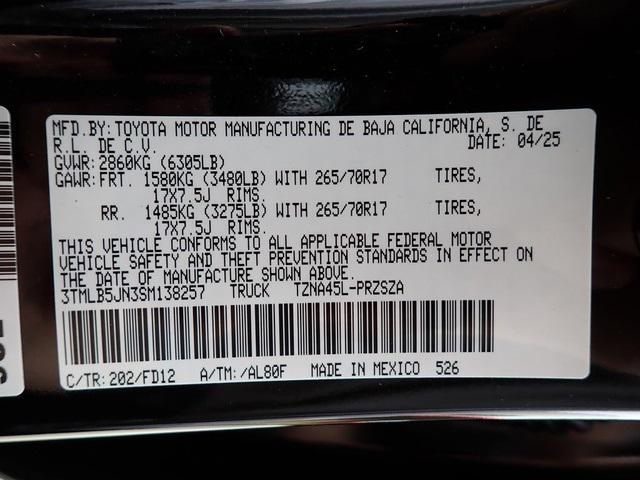 MFD.BY: TOYOTA MOTOR MANUFACTURING DE BAJA CALIFORNIA, S. DE
R.L. DE C.V. DATE: 04/25
GVWR: 2860KG (6305LB)
GAWR: FRT. 1580KG (3480LB) WITH 265/70R17 TIRES,
17X7.5J RIMS.
RR. 1485KG (3275LB) WITH 265/70R17 TIRES,
17X7.5J RIMS.
THIS VEHICLE CONFORMS TO ALL APPLICABLE FEDERAL MOTOR
VEHICLE SAFETY AND THEFT PREVENTION STANDARDS IN EFFECT ON
THE DATE OF MANUFACTURE SHOWN ABOVE.
3TMLB5JN3SM138257 TRUCK TZNA45L-PRZSZA
C/TR: 202/FD12 A/TM: /AL80F MADE IN MEXICO 526